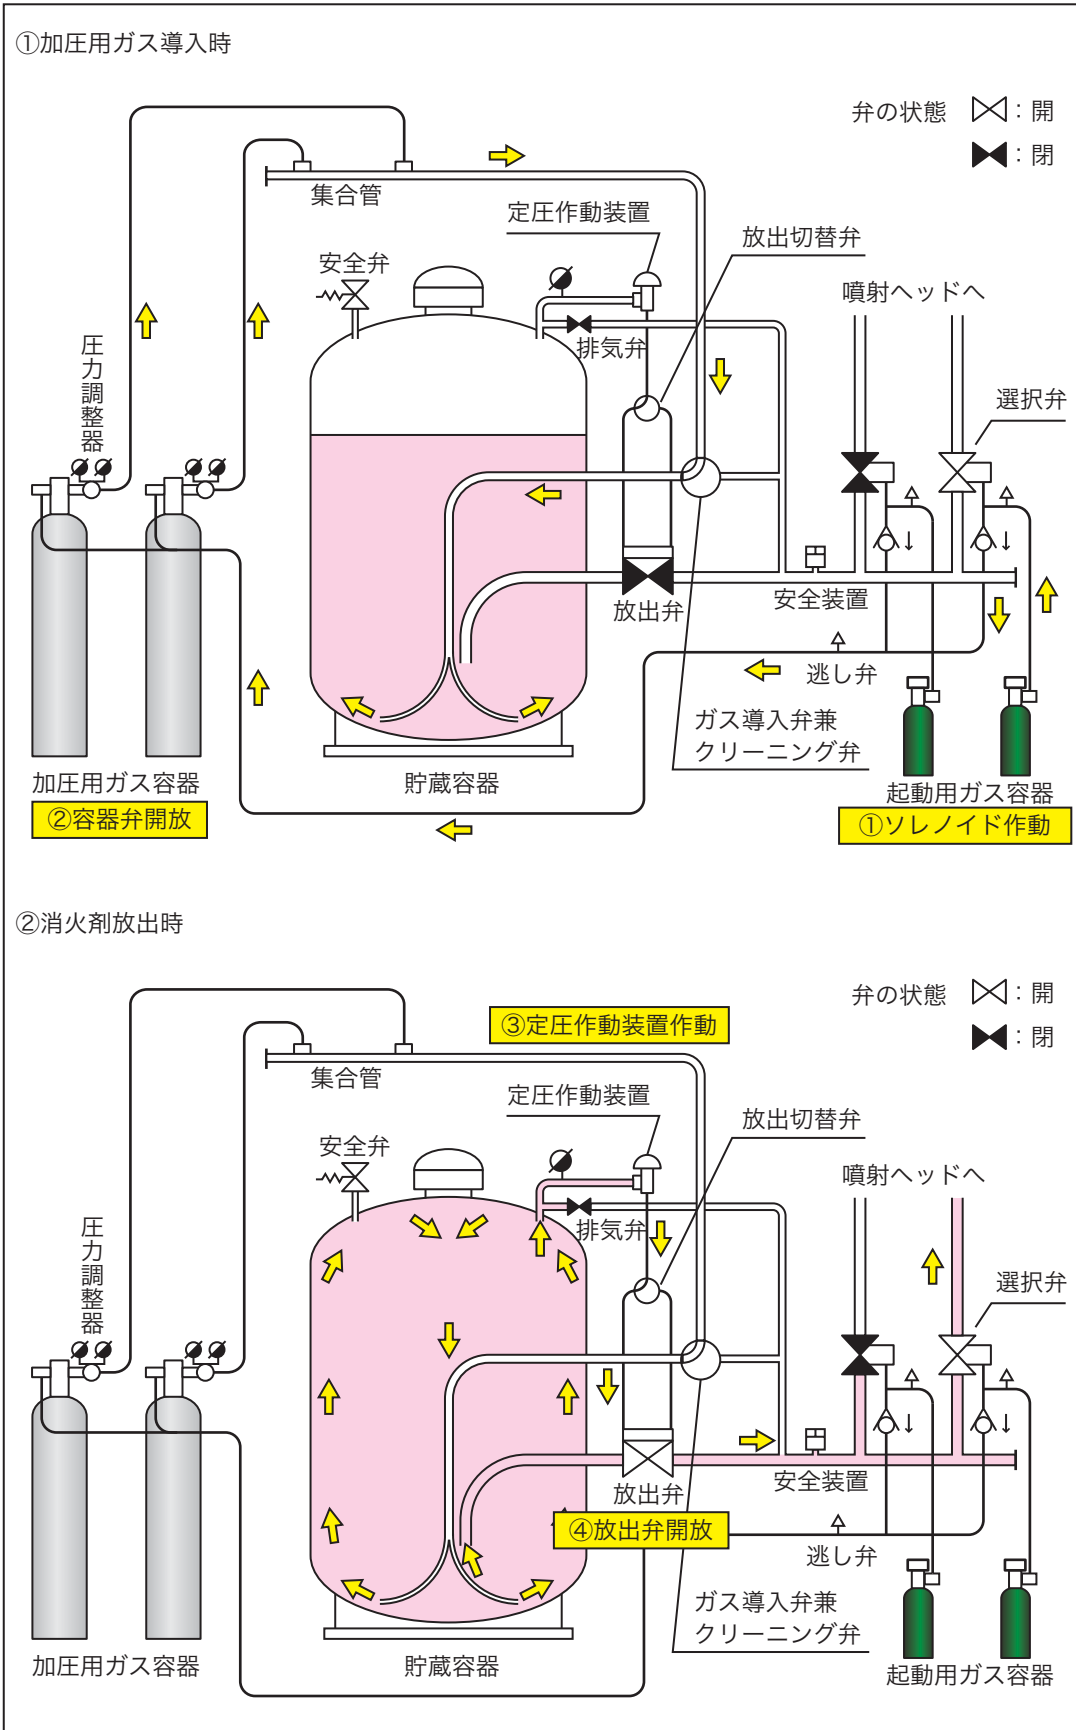 ①加圧用ガス導入時
弁の状態 ：開
：閉
集合管
定圧作動装置
放出切替弁
安全弁
噴射ヘッドへ
排気弁
圧力調整器
選択弁
放出弁
安全装置
逃し弁
ガス導入弁兼
クリーニング弁
加圧用ガス容器
貯蔵容器
起動用ガス容器
②容器弁開放
①ソレノイド作動
②消火剤放出時
弁の状態 ：開
：閉
③定圧作動装置作動
集合管
定圧作動装置
放出切替弁
安全弁
噴射ヘッドへ
排気弁
圧力調整器
選択弁
安全装置
放出弁
④放出弁開放
逃し弁
ガス導入弁兼
クリーニング弁
加圧用ガス容器
貯蔵容器
起動用ガス容器